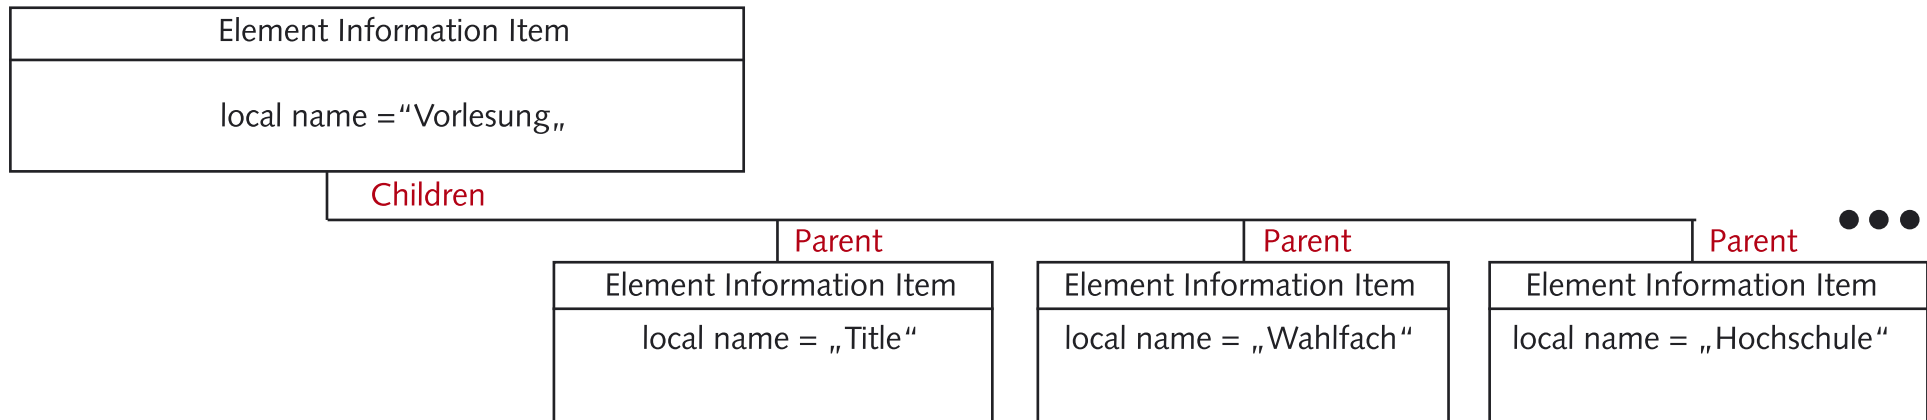 Element Information Item
local name =“Vorlesung„
Children
Parent
Parent
Parent
Element Information Item
local name = „Title“
Element Information Item
local name = „Wahlfach“
Element Information Item
local name = „Hochschule“